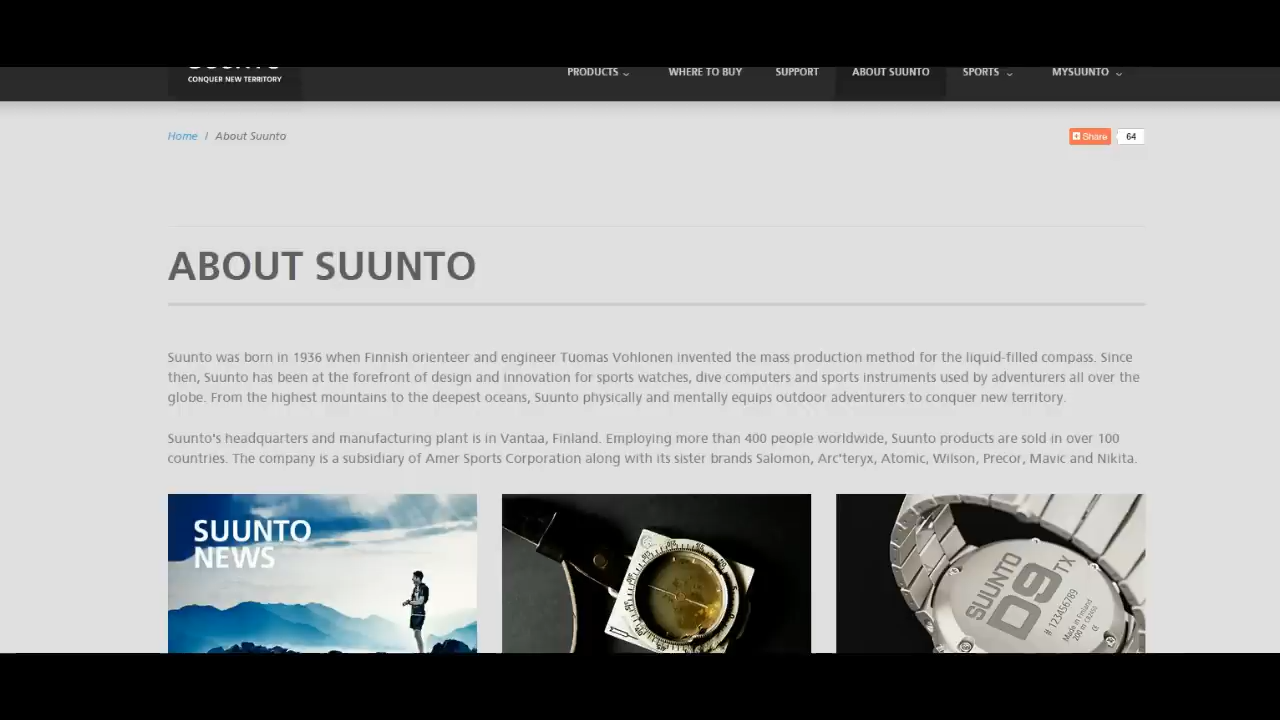 CONQUER NEW TERRITORY
PRODUCTS WHERE TO BUY SUPPORT ABOUT SUUNTO SPORTS MYSUUNTO
Home / About Suunto
Share 64
ABOUT SUUNTO
Suunto was born in 1936 when Finnish orienteer and engineer Tuomas Vohlonen invented the mass production method for the liquid-filled compass. Since
then, Suunto has been at the forefront of design and innovation for sports watches, dive computers and sports instruments used by adventurers all over the
globe. From the highest mountains to the deepest oceans, Suunto physically and mentally equips outdoor adventurers to conquer new territory.
Suunto's headquarters and manufacturing plant is in Vantaa, Finland. Employing more than 400 people worldwide, Suunto products are sold in over 100
countries. The company is a subsidiary of Amer Sports Corporation along with its sister brands Salomon, Arc'teryx, Atomic, Wilson, Precor, Mavic and Nikita.
SUUNTO
NEWS
SUUNTO
D9TX
# 123456789
Made in Finland